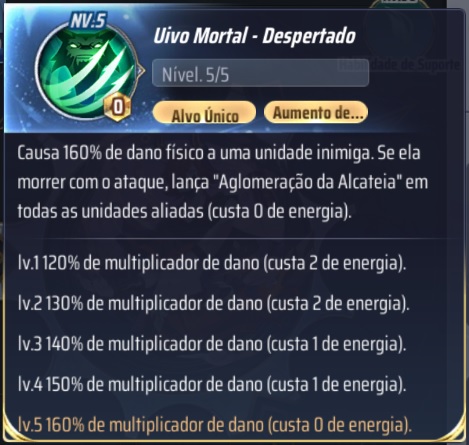 NV.5
Uivo Mortal - Despertado
Nível. 5/5
0
Alvo Único
Aumento de...
Causa 160% de dano físico a uma unidade inimiga. Se ela
morrer com o ataque, lança "Aglomeração da Alcateia" em
todas as unidades aliadas (custa 0 de energia).
lv.1 120% de multiplicador de dano (custa 2 de energia).
lv.2 130% de multiplicador de dano (custa 2 de energia).
lv.3 140% de multiplicador de dano (custa 1 de energia).
lv.4 150% de multiplicador de dano (custa 1 de energia).
lv.5 160% de multiplicador de dano (custa 0 de energia).